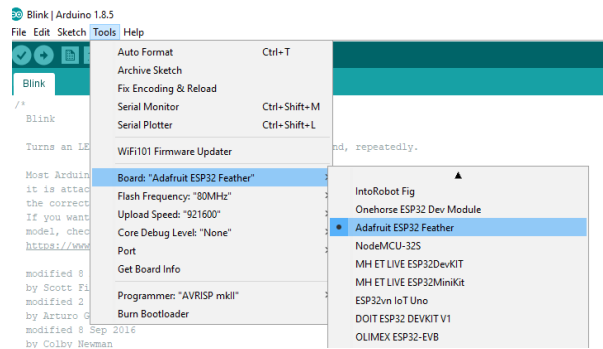 Blink | Arduino 1.8.5
File Edit Sketch Tools Help
Blink
Auto Format Ctrl+T
Archive Sketch
Fix Encoding & Reload
Serial Monitor Ctrl+Shift+M
Serial Plotter Ctrl+Shift+L
WiFi101 Firmware Updater
Board: "Adafruit ESP32 Feather"
Flash Frequency: "80MHz"
Upload Speed: "921600"
Core Debug Level: "None"
Port
Get Board Info
Programmer: "AVRISP mkII"
Burn Bootloader
IntoRobot Fig
Onehorse ESP32 Dev Module
Adafruit ESP32 Feather
NodeMCU-32S
MH ET LIVE ESP32DevKIT
MH ET LIVE ESP32MiniKit
ESP32vn IoT Uno
DOIT ESP32 DEVKIT V1
OLIMEX ESP32-EVB
/*
Blink
Turns an LE nd, repeatedly.
Most Arduin
it is attac
the correct
If you want
model, chec
https://www
modified 8
by Scott Fi
modified 2
by Arturo G
modified 8 Sep 2016
by Colby Newman